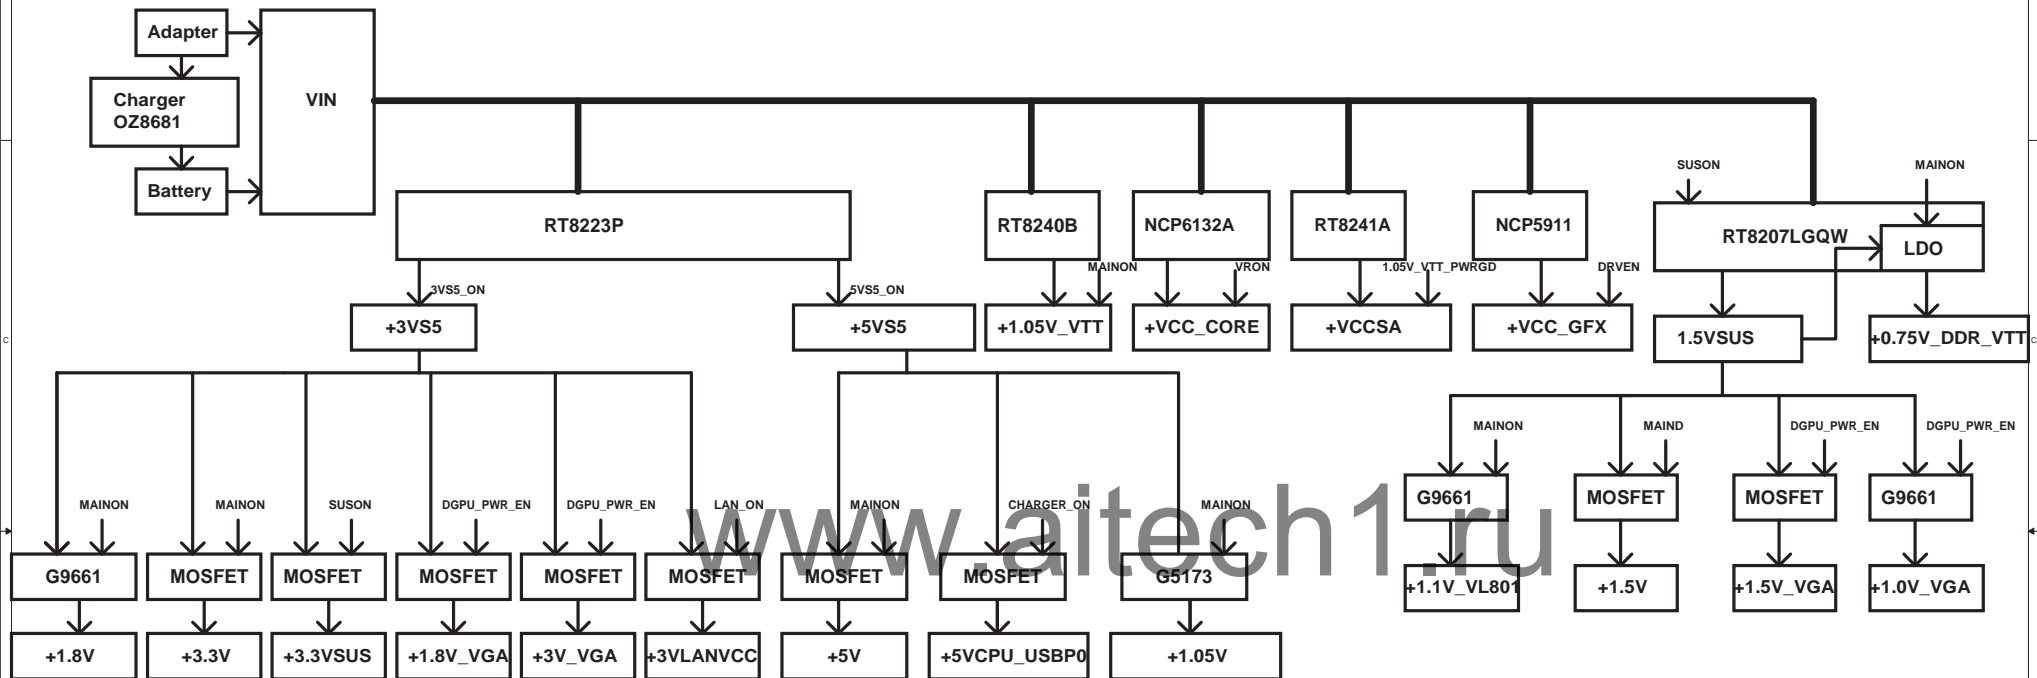 Adapter
Charger
OZ8681
Battery
VIN
SUSON
MAINON
RT8223P
RT8240B
NCP6132A
RT8241A
NCP5911
RT8207LGQW
LDO
3VS5_ON
5VS5_ON
MAINON
VRON
1.05V_VTT_PWRGD
DRVEN
+3VS5
+5VS5
+1.05V_VTT
+VCC_CORE
+VCCSA
+VCC_GFX
1.5VSUS
+0.75V_DDR_VTT
C
C
MAINON
MAIND
DGPU_PWR_EN
DGPU_PWR_EN
G9661
MOSFET
MOSFET
G9661
+1.1V_VL801
+1.5V
+1.5V_VGA
+1.0V_VGA
MAINON
MAINON
SUSON
DGPU_PWR_EN
DGPU_PWR_EN
LAN_ON
MAINON
CHARGER_ON
MAINON
www.aitech1.ru
G9661
MOSFET
MOSFET
MOSFET
MOSFET
MOSFET
MOSFET
MOSFET
G5173
+1.8V
+3.3V
+3.3VSUS
+1.8V_VGA
+3V_VGA
+3VLANVCC
+5V
+5VCPU_USBP0
+1.05V